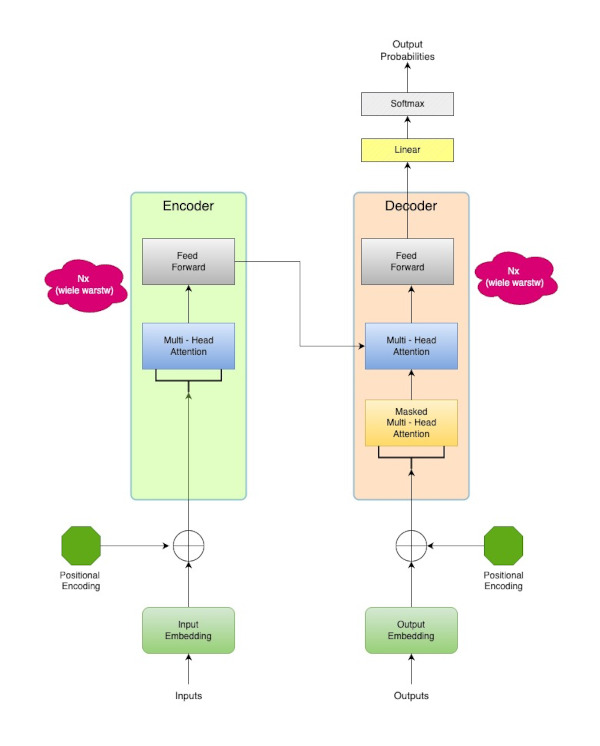 Output
Probabilities
Softmax
Linear
Encoder
Decoder
Feed
Forward
Feed
Forward
Nx
(wiele warstw)
Nx
(wiele warstw)
Multi - Head
Attention
Multi - Head
Attention
Masked
Multi - Head
Attention
Positional
Encoding
Positional
Encoding
Input
Embedding
Output
Embedding
Inputs
Outputs